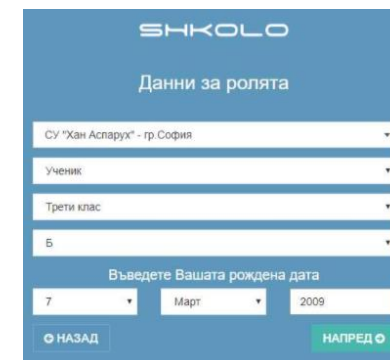 SHKOLO
Данни за ролята
СУ "Хан Аспарух" - гр.София
Ученик
Трети клас
Б
Въведете Вашата рождена дата
7 Март 2009
НАЗАД НАПРЕД